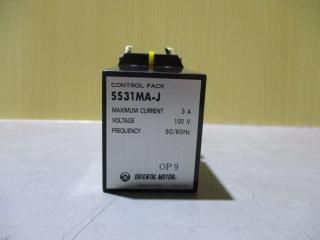 CONTROL PACK
SS31MA-J
MAXIMUM CURRENT 3 A
VOLTAGE 100 V
FREQUENCY 50/60Hz
OP9
ORIENTAL MOTOR